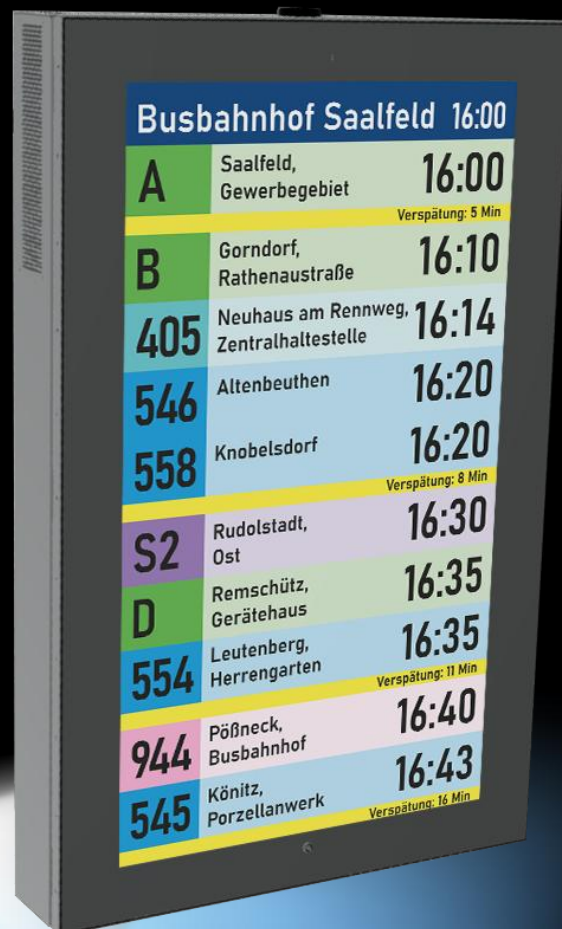 Busbahnhof Saalfeld 16:00
A Saalfeld, 16:00
Gewerbegebiet
Verspätung: 5 Min
B Gorndorf, 16:10
Rathenaustraße
405 Neuhaus am Rennweg, 16:14
Zentralhaltestelle
546 Altenbeuthen 16:20
558 Knobelsdorf 16:20
Verspätung: 8 Min
S2 Rudolstadt, 16:30
Ost
D Remschütz, 16:35
Gerätehaus
554 Leutenberg, 16:35
Herrengarten
Verspätung: 11 Min
944 Pößneck, 16:40
Busbahnhof
545 Könitz, 16:43
Porzellanwerk
Verspätung: 16 Min